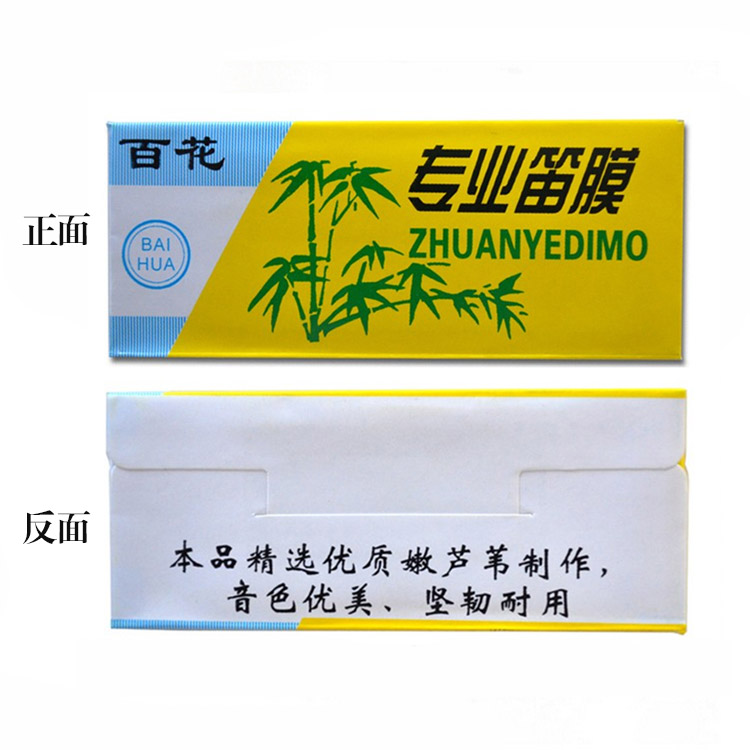 百花
BAI
HUA
专业笛膜
ZHUANYEDIMO
正面
反面
本品精选优质嫩芦苇制作，
音色优美、坚韧耐用